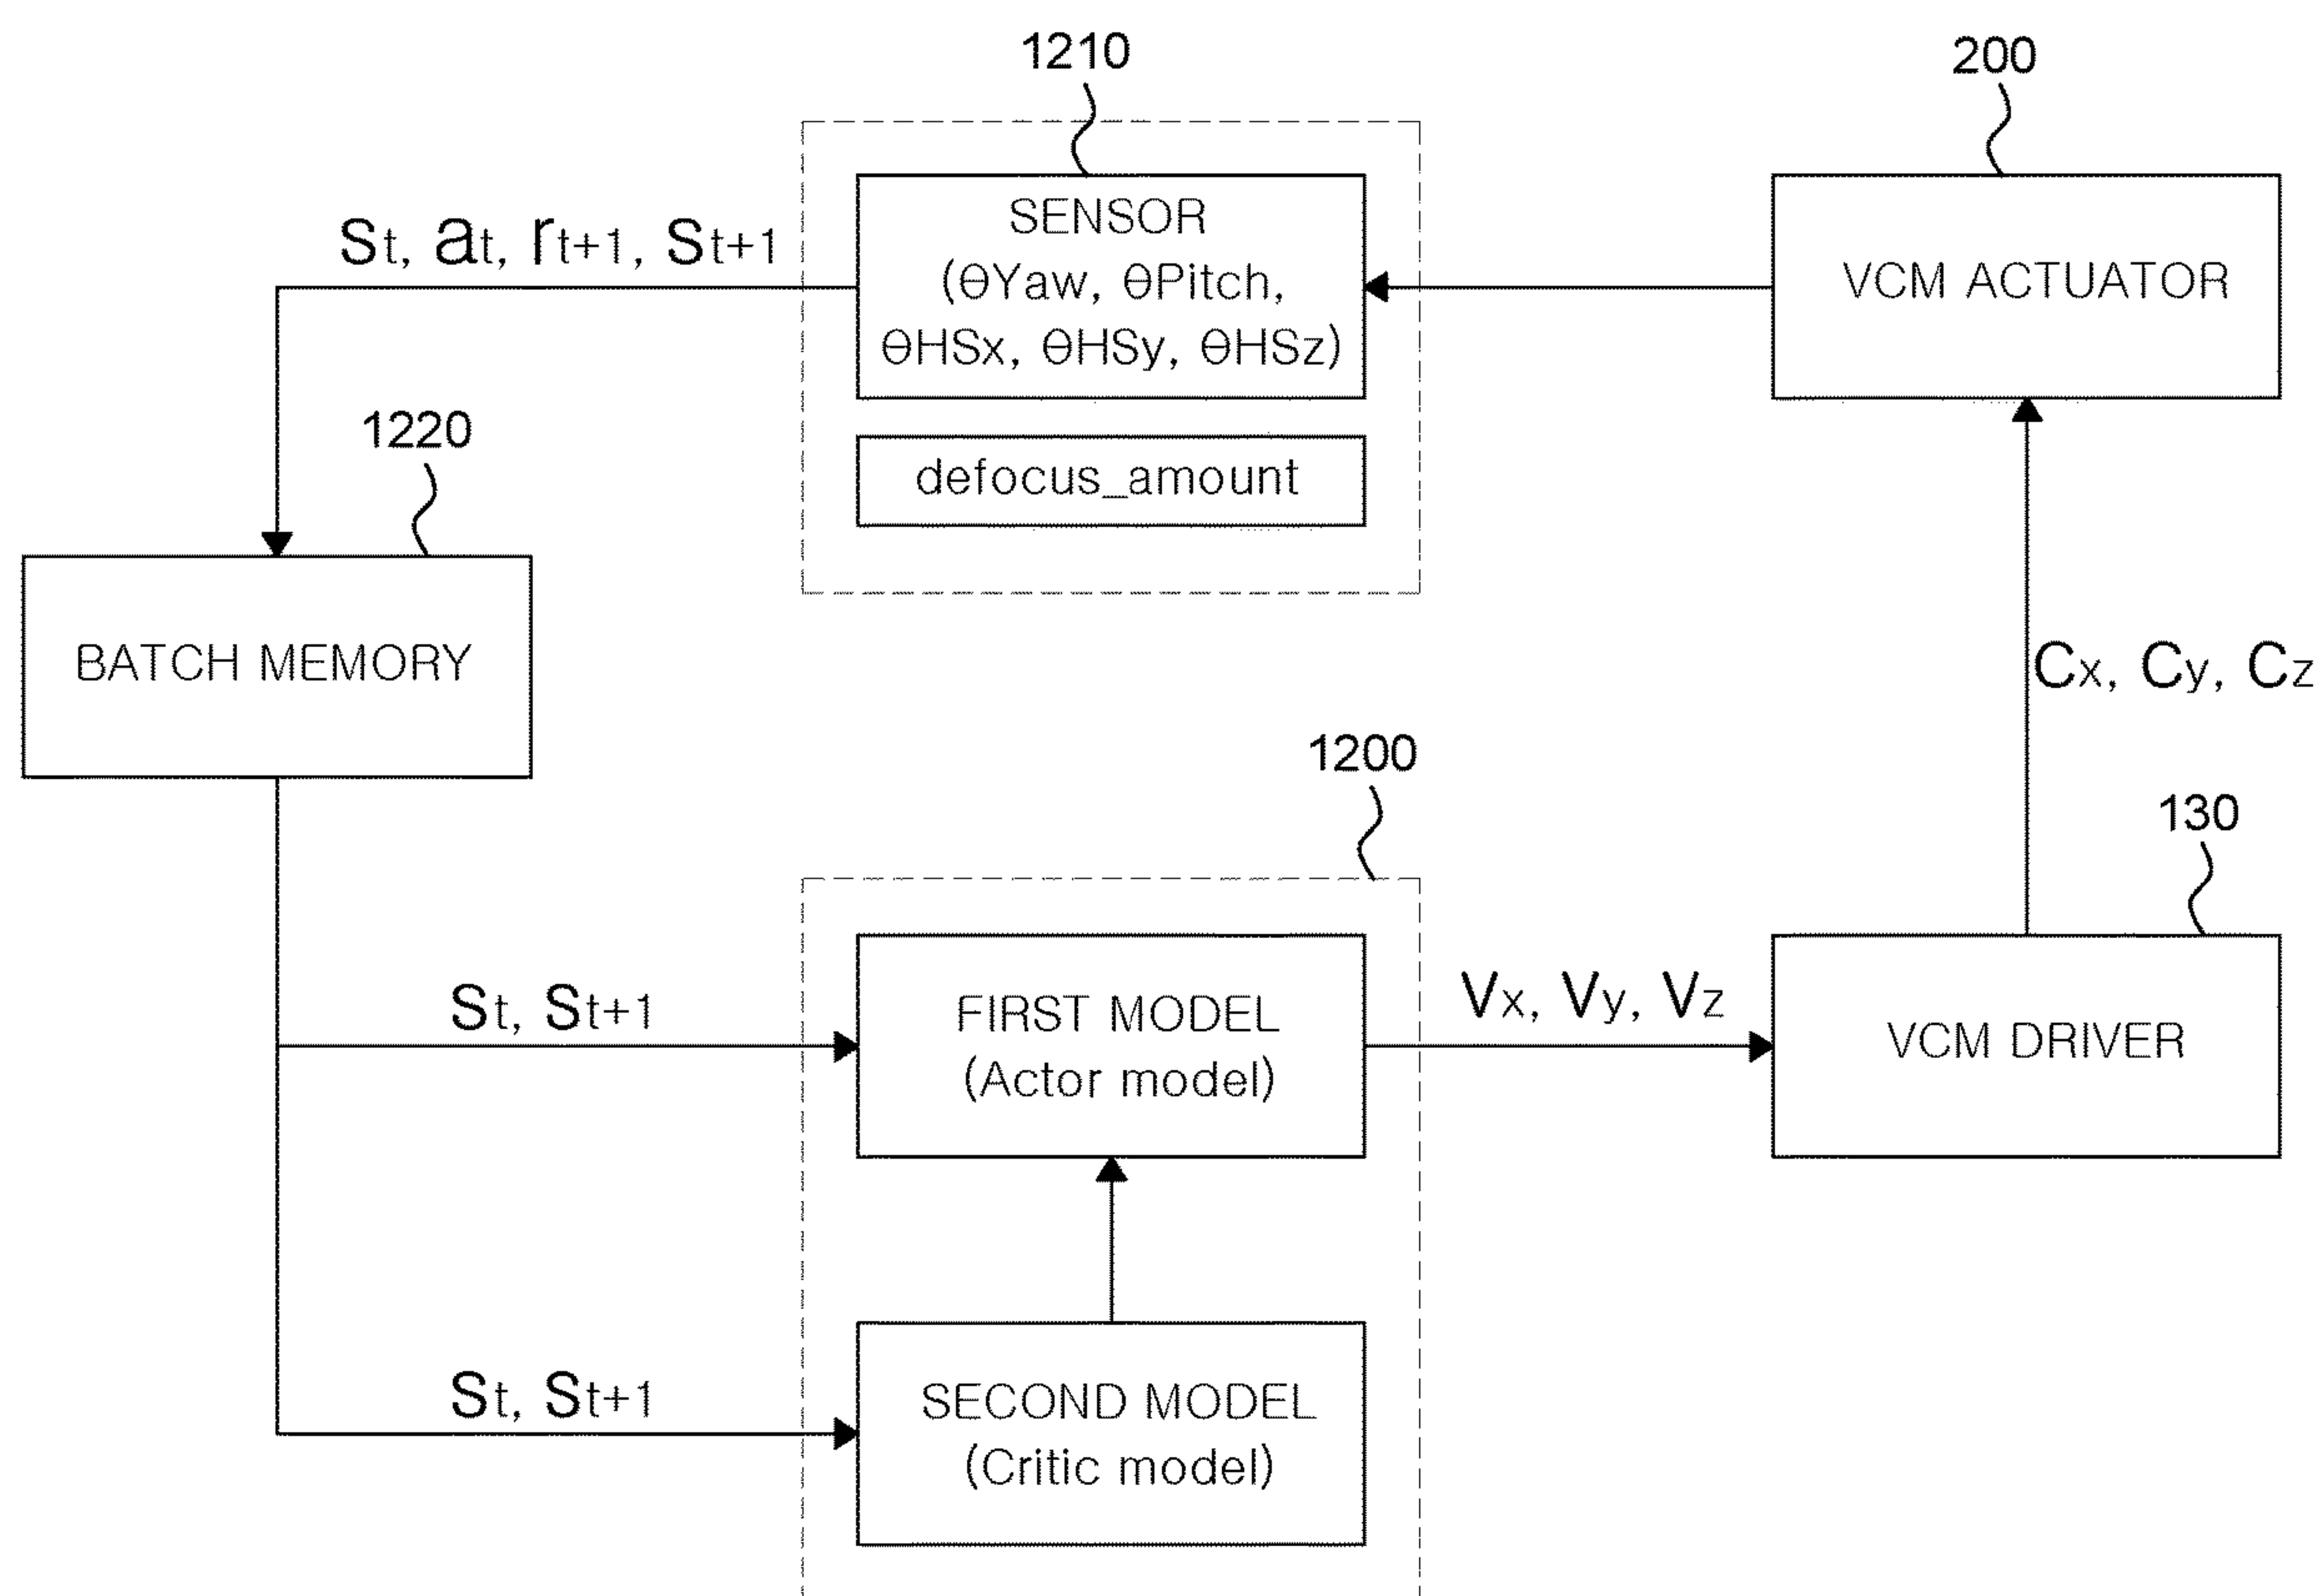 1210
200
SENSOR
(θYaw, θPitch,
θHSx, θHSy, θHSz)
VCM ACTUATOR
St, at, rt+1, St+1
defocus_amount
1220
BATCH MEMORY
Cx, Cy, Cz
1200
130
St, St+1
FIRST MODEL
(Actor model)
Vx, Vy, Vz
VCM DRIVER
St, St+1
SECOND MODEL
(Critic model)